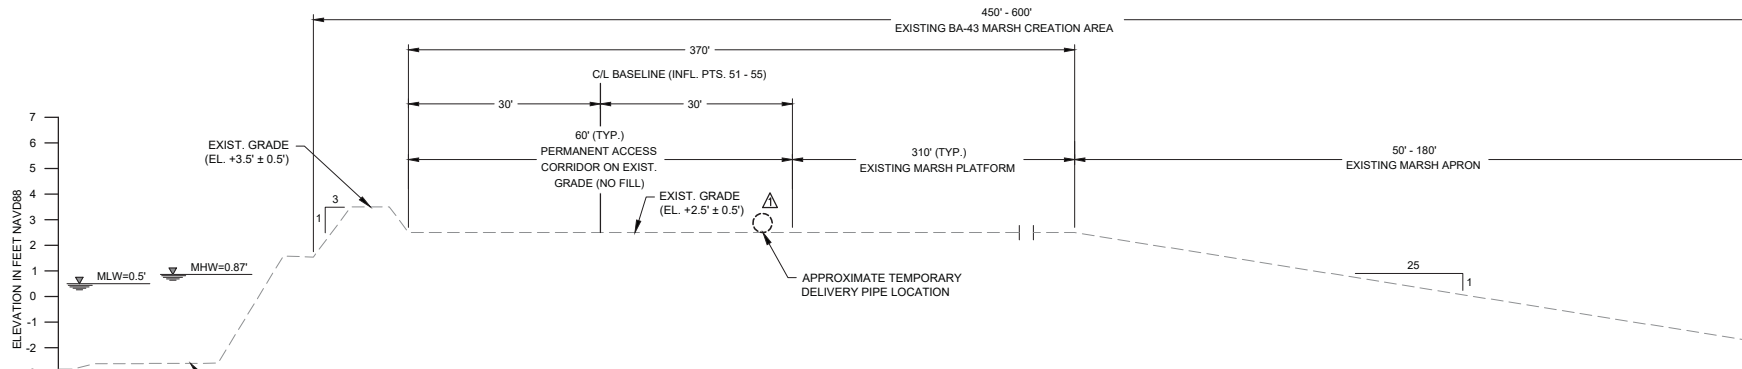 450' - 600'
EXISTING BA-43 MARSH CREATION AREA
370'
C/L BASELINE (INFL. PTS. 51 - 55)
30'
30'
60' (TYP.)
PERMANENT ACCESS
CORRIDOR ON EXIST.
GRADE (NO FILL)
310' (TYP.)
EXISTING MARSH PLATFORM
50' - 180'
EXISTING MARSH APRON
EXIST. GRADE
(EL. +3.5' ± 0.5')
3
1
EXIST. GRADE
(EL. +2.5' ± 0.5')
1
APPROXIMATE TEMPORARY
DELIVERY PIPE LOCATION
25
1
MLW=0.5'
MHW=0.87'
ELEVATION IN FEET NAVD88
7
6
5
4
3
2
1
0
-1
-2